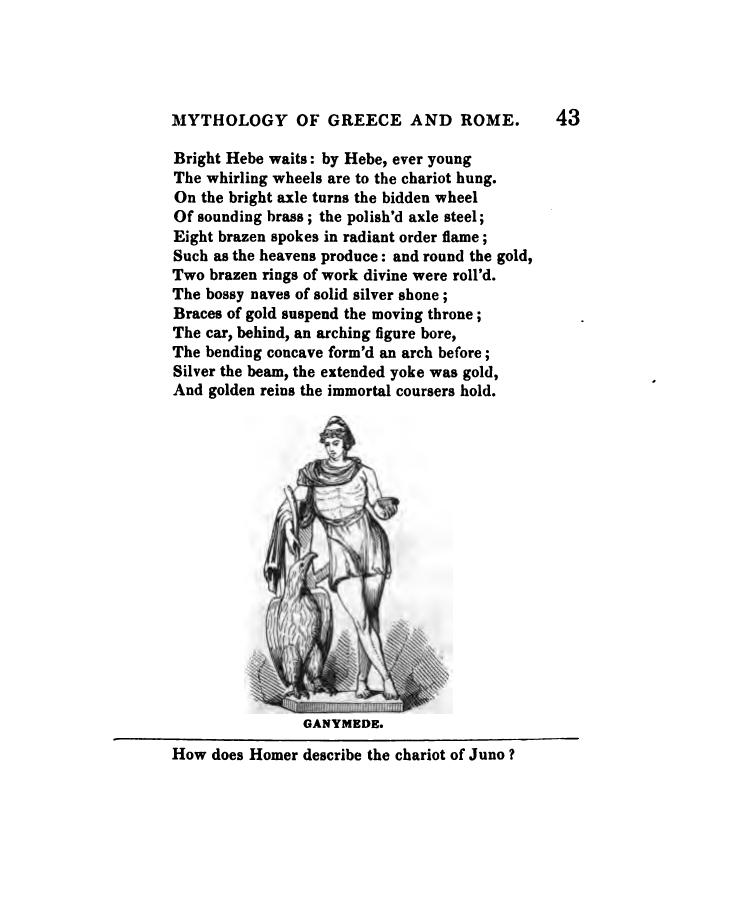 MYTHOLOGY OF GREECE AND ROME. 43
Bright Hebe waits: by Hebe, ever young
The whirling wheels are to the chariot hung.
On the bright axle turns the bidden wheel
Of sounding brass; the polish'd axle steel;
Eight brazen spokes in radiant order flame;
Such as the heavens produce: and round the gold,
Two brazen rings of work divine were roll'd.
The bossy naves of solid silver shone;
Braces of gold suspend the moving throne;
The car, behind, an arching figure bore,
The bending concave form'd an arch before;
Silver the beam, the extended yoke was gold,
And golden reins the immortal coursers hold.
GANYMEDE.
How does Homer describe the chariot of Juno?